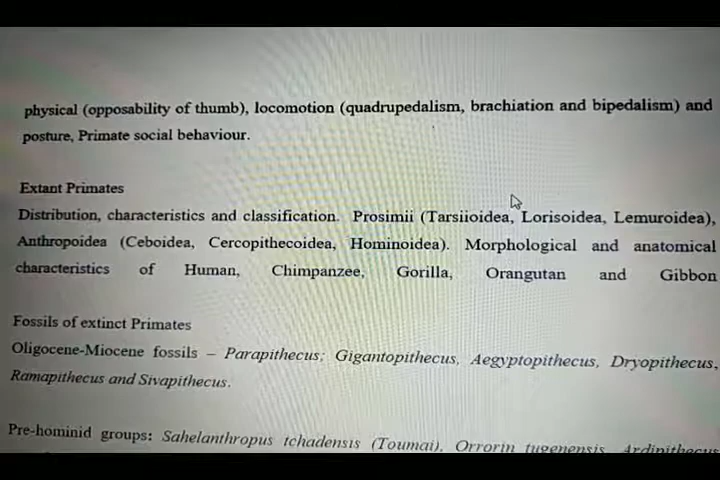 physical (opposability of thumb), locomotion (quadrupedalism, brachiation and bipedalism) and
posture, Primate social behaviour.
Extant Primates
Distribution, characteristics and classification. Prosimii (Tarsiioidea, Lorisoidea, Lemuroidea),
Anthropoidea (Ceboidea, Cercopithecoidea, Hominoidea). Morphological and anatomical
characteristics of Human, Chimpanzee, Gorilla, Orangutan and Gibbon
Fossils of extinct Primates
Oligocene-Miocene fossils – Parapithecus; Gigantopithecus, Aegyptopithecus, Dryopithecus,
Ramapithecus and Sivapithecus.
Pre-hominid groups: Sahelanthropus tchadensis (Toumai), Orrorin tugenensis, Ardipithecus